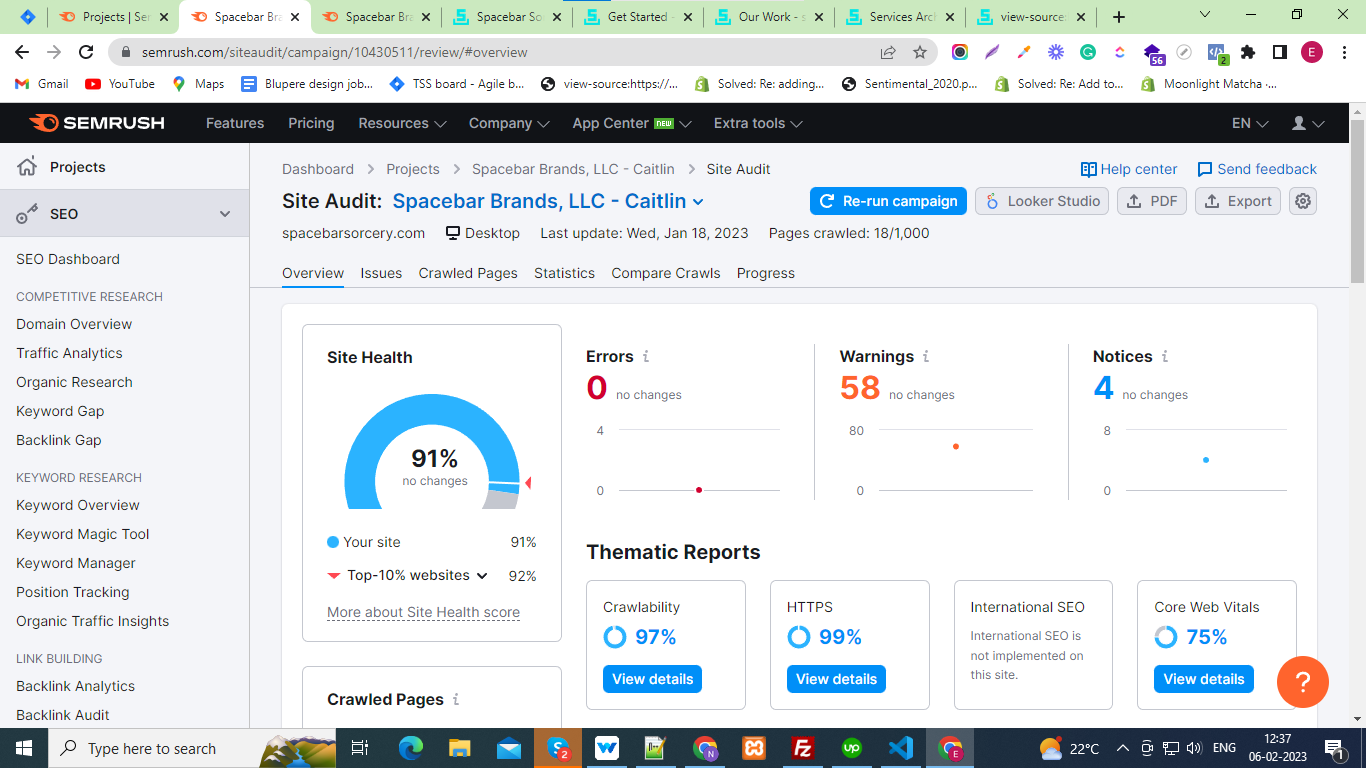 Projects | Ser
Spacebar Bra
Spacebar Bra
Spacebar So
Get Started -
Our Work - s
Services Arch
view-source:
semrush.com/siteaudit/campaign/10430511/review/#overview
56
2
E
Gmail
YouTube
Maps
Blupere design job...
TSS board - Agile b...
view-source:https://...
Solved: Re: adding...
Sentimental_2020.p...
Solved: Re: Add to...
Moonlight Matcha ·...
SEMRUSH
Features
Pricing
Resources
Company
App Center NEW
Extra tools
EN
Projects
SEO
SEO Dashboard
COMPETITIVE RESEARCH
Domain Overview
Traffic Analytics
Organic Research
Keyword Gap
Backlink Gap
KEYWORD RESEARCH
Keyword Overview
Keyword Magic Tool
Keyword Manager
Position Tracking
Organic Traffic Insights
LINK BUILDING
Backlink Analytics
Backlink Audit
Dashboard > Projects > Spacebar Brands, LLC - Caitlin > Site Audit
Help center
Send feedback
Site Audit: Spacebar Brands, LLC - Caitlin
Re-run campaign
Looker Studio
PDF
Export
spacebarsorcery.com
Desktop
Last update: Wed, Jan 18, 2023
Pages crawled: 18/1,000
Overview
Issues
Crawled Pages
Statistics
Compare Crawls
Progress
Site Health
91%
no changes
Your site 91%
Top-10% websites 92%
More about Site Health score
Crawled Pages i
Errors i
0 no changes
4
0
Warnings i
58 no changes
80
0
Notices i
4 no changes
8
0
Thematic Reports
Crawlability
97%
View details
HTTPS
99%
View details
International SEO
International SEO is
not implemented on
this site.
Core Web Vitals
75%
View details
?
Type here to search
2
N
Fz
up
E
22°C
ENG
12:37
06-02-2023
1